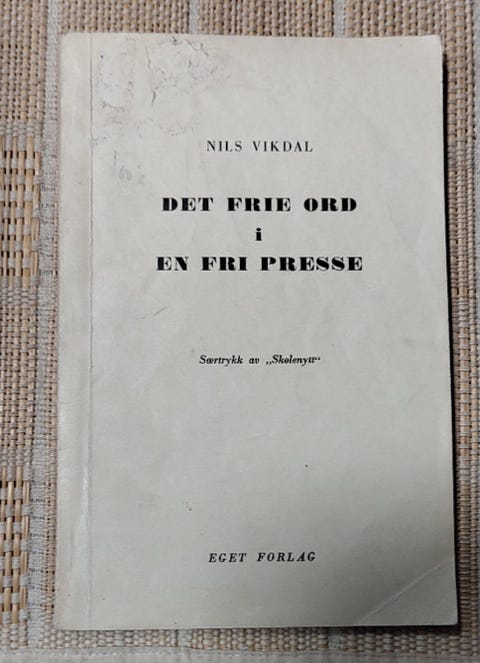 NILS VIKDAL
DET FRIE ORD
i
EN FRI PRESSE
Særtrykk av „Skolenytt“
EGET FORLAG